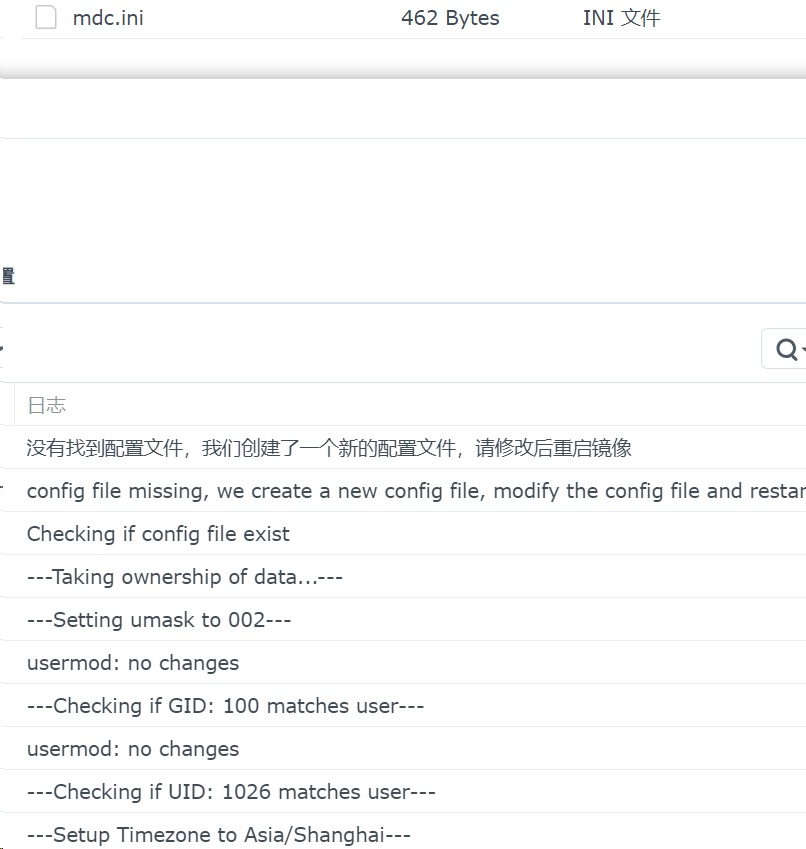 mdc.ini 462 Bytes INI 文件
置
日志
没有找到配置文件，我们创建了一个新的配置文件，请修改后重启镜像
config file missing, we create a new config file, modify the config file and restar
Checking if config file exist
---Taking ownership of data...---
---Setting umask to 002---
usermod: no changes
---Checking if GID: 100 matches user---
usermod: no changes
---Checking if UID: 1026 matches user---
---Setup Timezone to Asia/Shanghai---